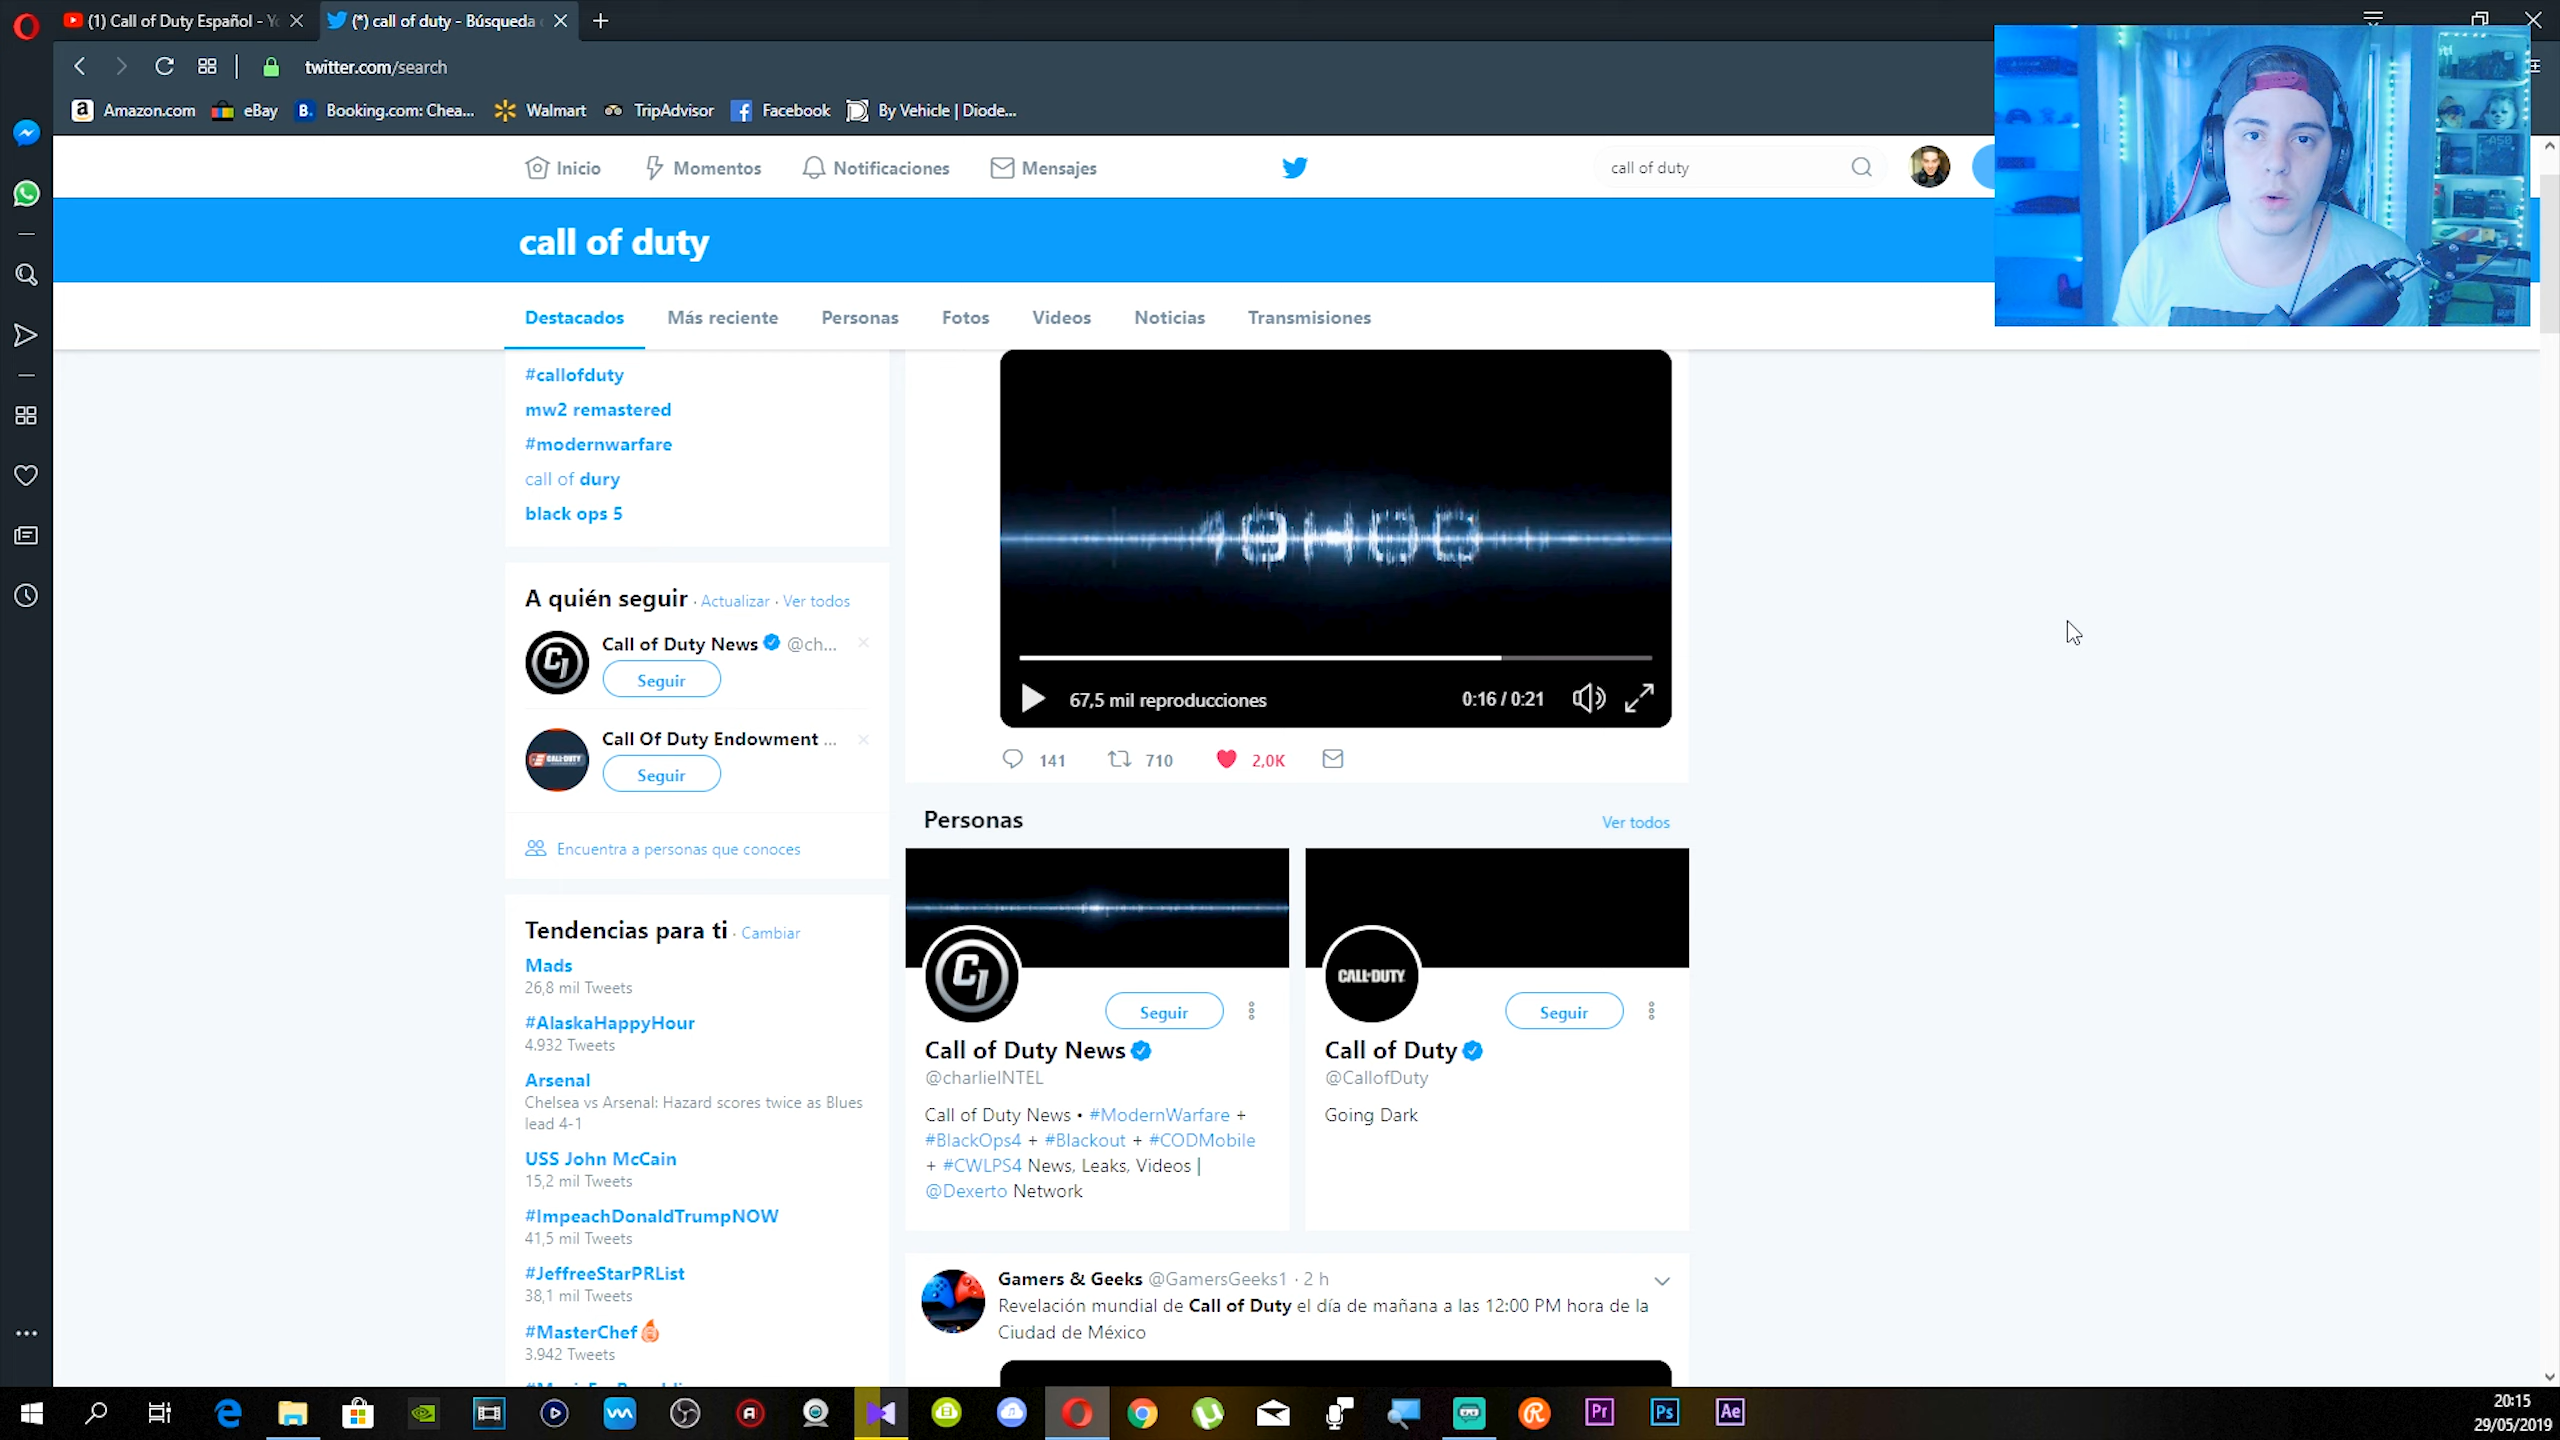 (1) Call of Duty Español - Yo
(*) call of duty - Búsqueda
twitter.com/search
Amazon.com
eBay
Booking.com: Chea...
Walmart
TripAdvisor
Facebook
By Vehicle | Diode...
Inicio
Momentos
Notificaciones
Mensajes
call of duty
call of duty
Destacados
Más reciente
Personas
Fotos
Videos
Noticias
Transmisiones
#callofduty
mw2 remastered
#modernwarfare
call of dury
black ops 5
A quién seguir · Actualizar · Ver todos
Call of Duty News @ch...
Seguir
Call Of Duty Endowment ...
Seguir
Encuentra a personas que conoces
Tendencias para ti · Cambiar
Mads
26,8 mil Tweets
#AlaskaHappyHour
4.932 Tweets
Arsenal
Chelsea vs Arsenal: Hazard scores twice as Blues
lead 4-1
USS John McCain
15,2 mil Tweets
#ImpeachDonaldTrumpNOW
41,5 mil Tweets
#JeffreeStarPRList
38,1 mil Tweets
#MasterChef
3.942 Tweets
67,5 mil reproducciones
0:16 / 0:21
141
710
2,0K
Personas
Ver todos
Seguir
Call of Duty News
@charlieINTEL
Call of Duty News • #ModernWarfare +
#BlackOps4 + #Blackout + #CODMobile
+ #CWLPS4 News, Leaks, Videos |
@Dexerto Network
CALL OF DUTY
Seguir
Call of Duty
@CallofDuty
Going Dark
Gamers & Geeks @GamersGeeks1 · 2 h
Revelación mundial de Call of Duty el día de mañana a las 12:00 PM hora de la
Ciudad de México
Pr
Ps
Ae
20:15
29/05/2019